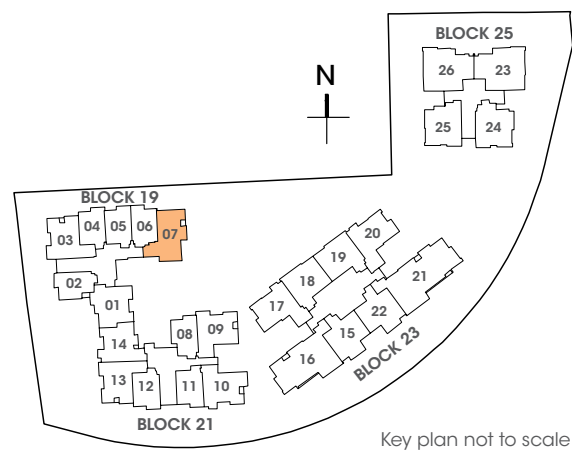 BLOCK 25
26 23
25 24
N
BLOCK 19
03 04 05 06 07
02
01
14
13 12 11 10
08 09
BLOCK 21
17 18 19 20
16 15 22 21
BLOCK 23
Key plan not to scale